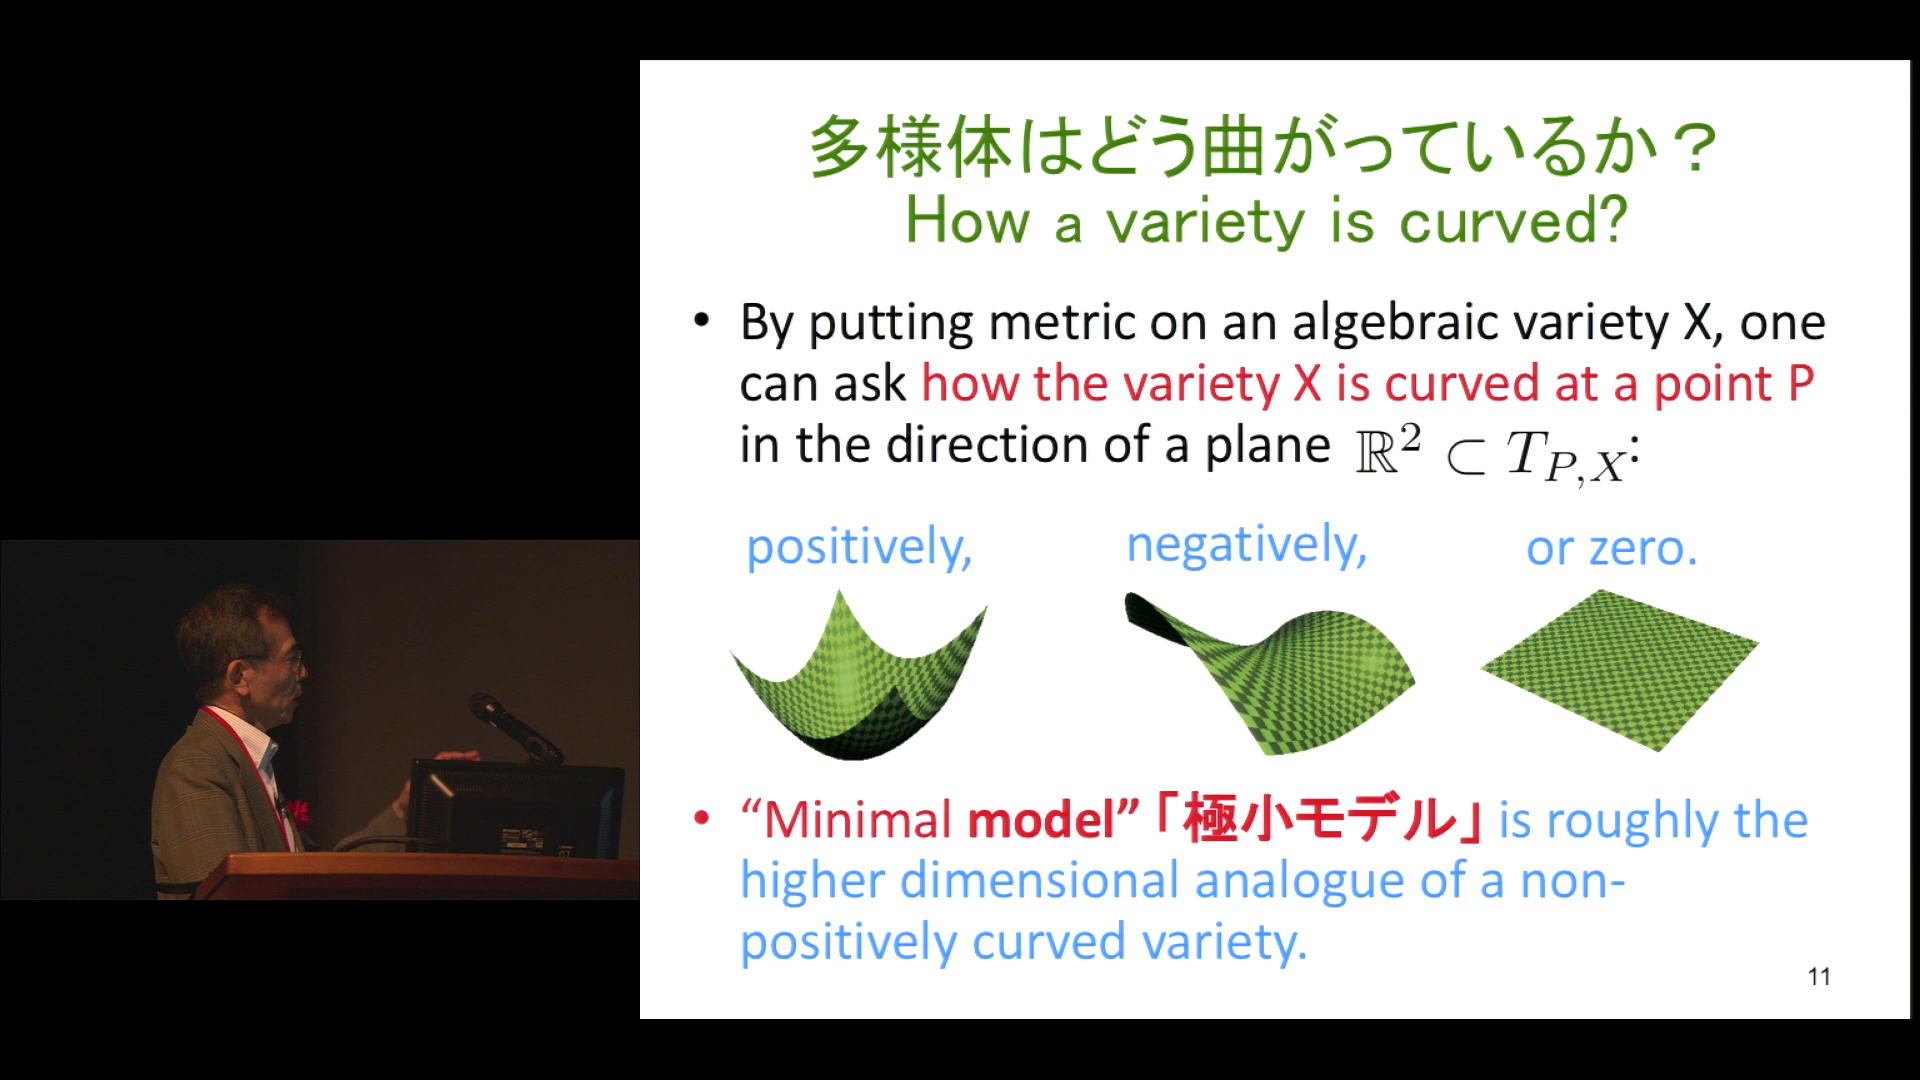 多様体はどう曲がっているか？
How a variety is curved?
• By putting metric on an algebraic variety X, one
can ask how the variety X is curved at a point P
in the direction of a plane ℝ² ⊂ T_{P,X}:
positively, negatively, or zero.
• “Minimal model”「極小モデル」is roughly the
higher dimensional analogue of a non-
positively curved variety.
11